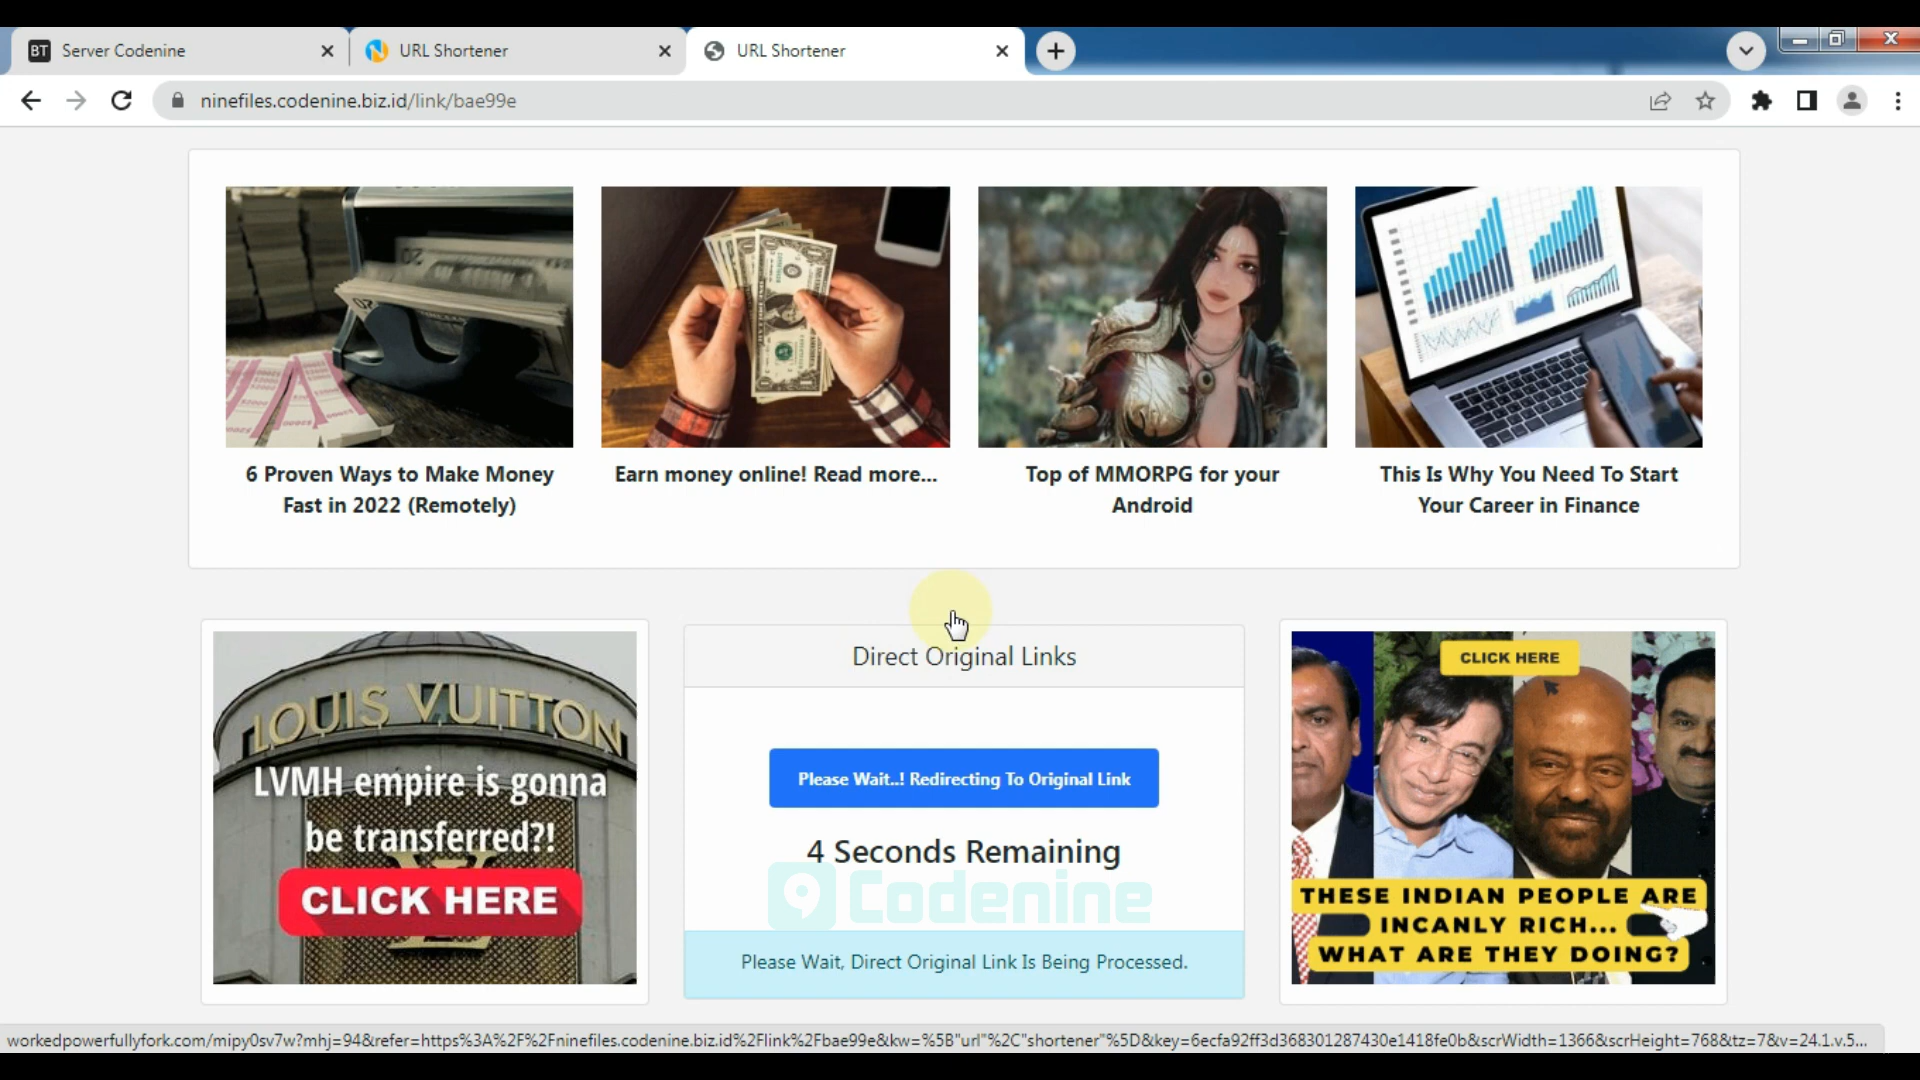 BT Server Codenine
URL Shortener
URL Shortener
ninefiles.codenine.biz.id/link/bae99e
6 Proven Ways to Make Money
Fast in 2022 (Remotely)
Earn money online! Read more...
Top of MMORPG for your
Android
This Is Why You Need To Start
Your Career in Finance
LOUIS VUITTON
LVMH empire is gonna
be transferred?!
CLICK HERE
Direct Original Links
Please Wait..! Redirecting To Original Link
4 Seconds Remaining
Codenine
Please Wait, Direct Original Link Is Being Processed.
CLICK HERE
THESE INDIAN PEOPLE ARE
INCANLY RICH...
WHAT ARE THEY DOING?
workedpowerfullyfork.com/mipy0sv7w?mhj=94&refer=https%3A%2F%2Fninefiles.codenine.biz.id%2Flink%2Fbae99e&kw=%5B"url"%2C"shortener"%5D&key=6ecfa92ff3d368301287430e1418fe0b&scrWidth=1366&scrHeight=768&tz=7&v=24.1.v.5...